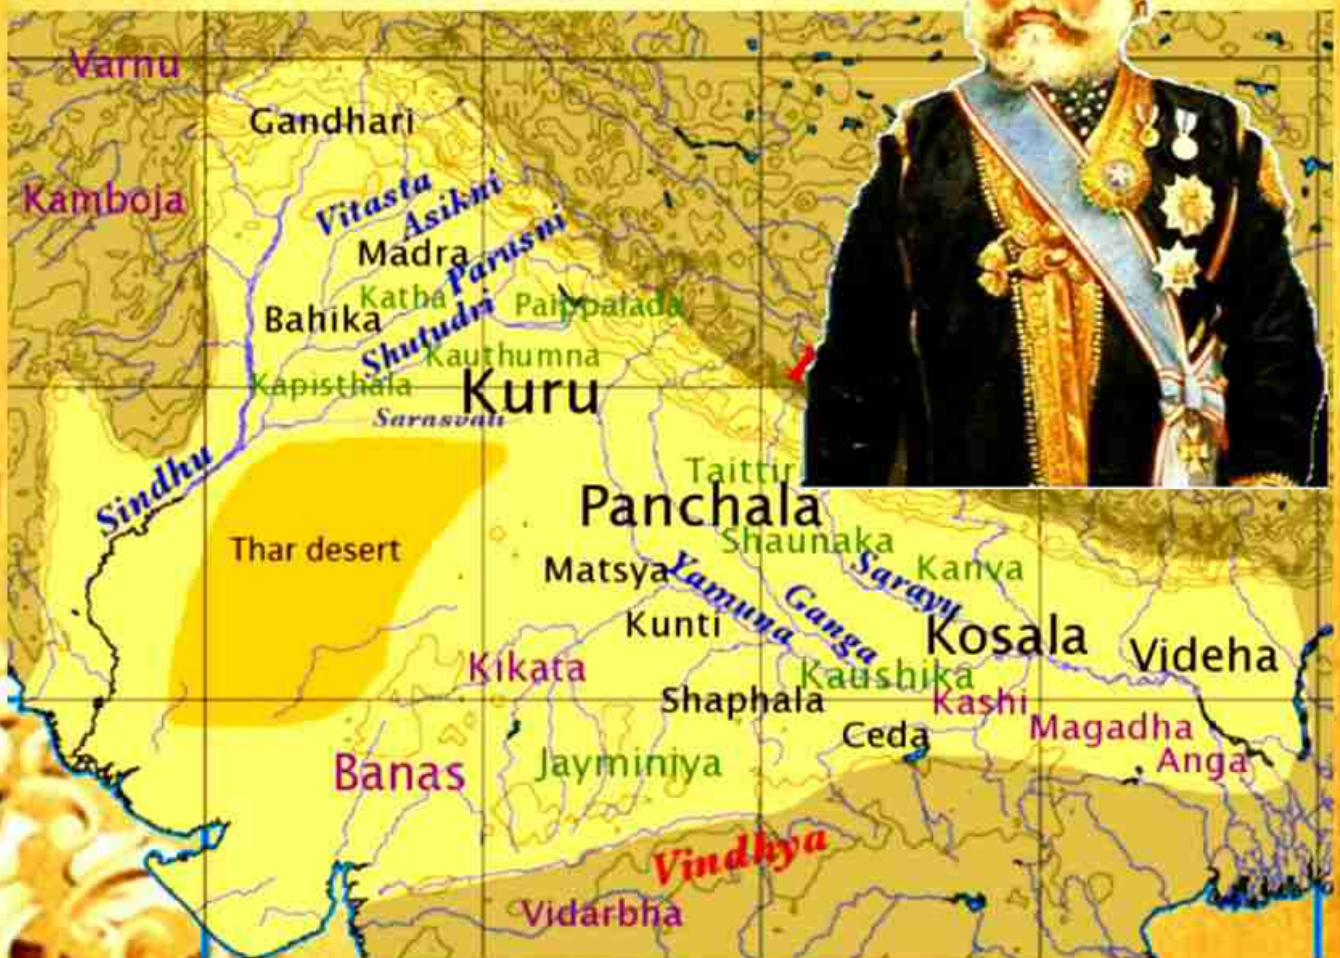 Varnu
Gandhari
Kamboja
Vitasta
Asikni
Parusni
Madra
Katha
Paippalada
Bahika
Shutudri
Kauthumna
Kapisthala
Kuru
Sarasvati
Sindhu
Taittir
Panchala
Thar desert
Shaunaka
Matsya
Yamuna
Ganga
Sarayu
Kanva
Kunti
Kosala
Videha
Kikata
Kaushika
Shaphala
Kashi
Ceda
Magadha
Anga
Banas
Jayminiya
Vindhya
Vidarbha